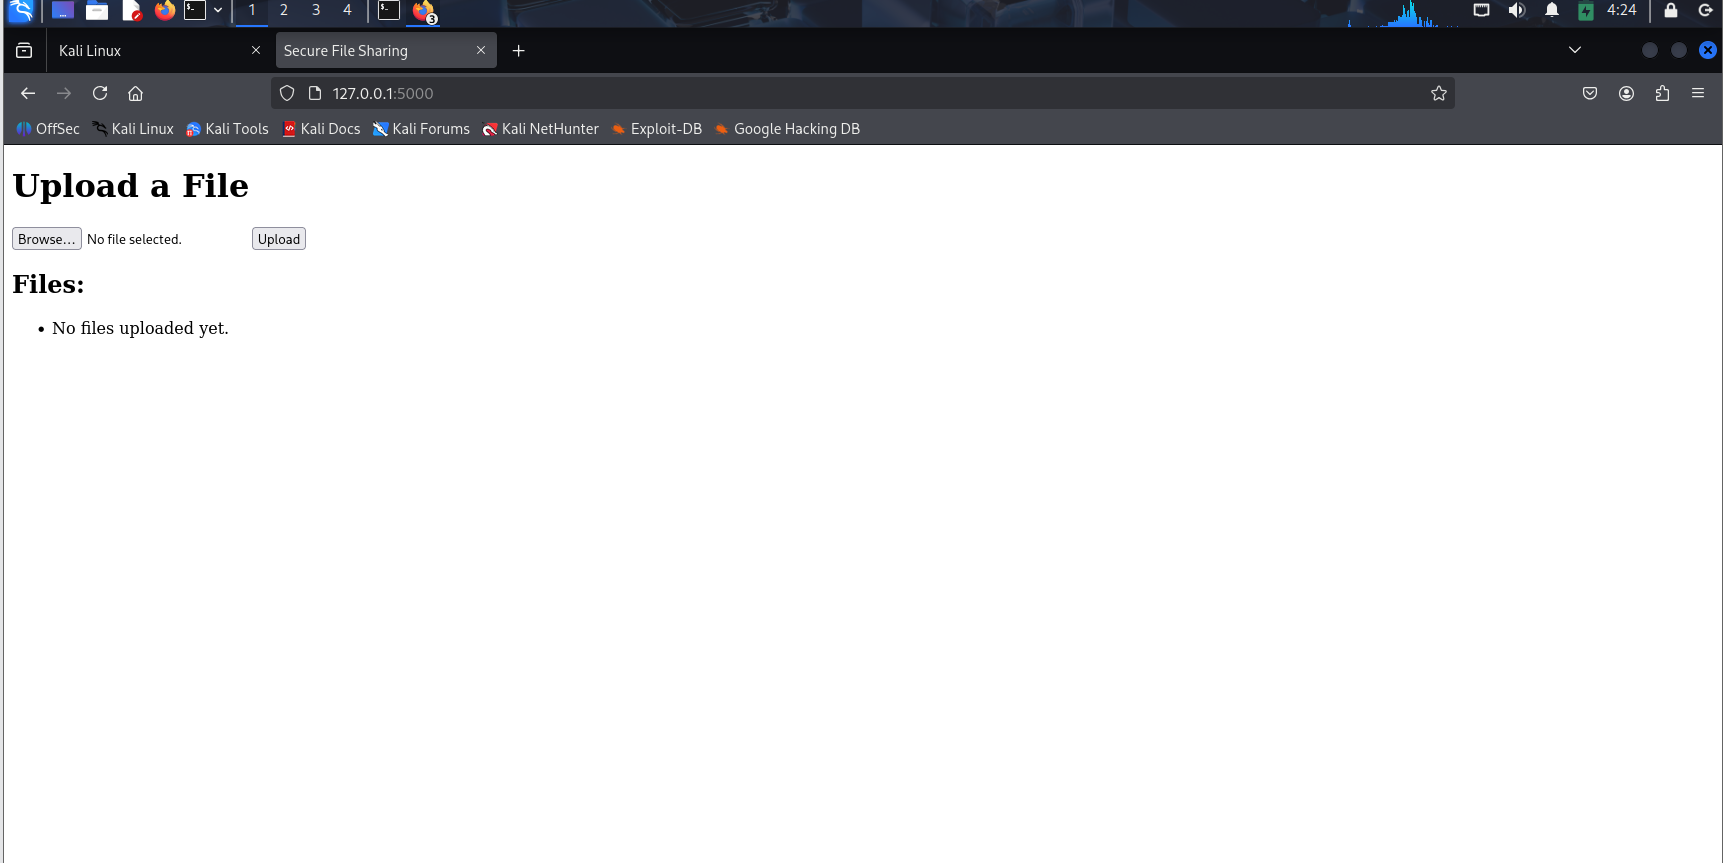 1 2 3 4 3 4:24
Kali Linux Secure File Sharing
127.0.0.1:5000
OffSec Kali Linux Kali Tools Kali Docs Kali Forums Kali NetHunter Exploit-DB Google Hacking DB
Upload a File
Browse... No file selected. Upload
Files:
• No files uploaded yet.